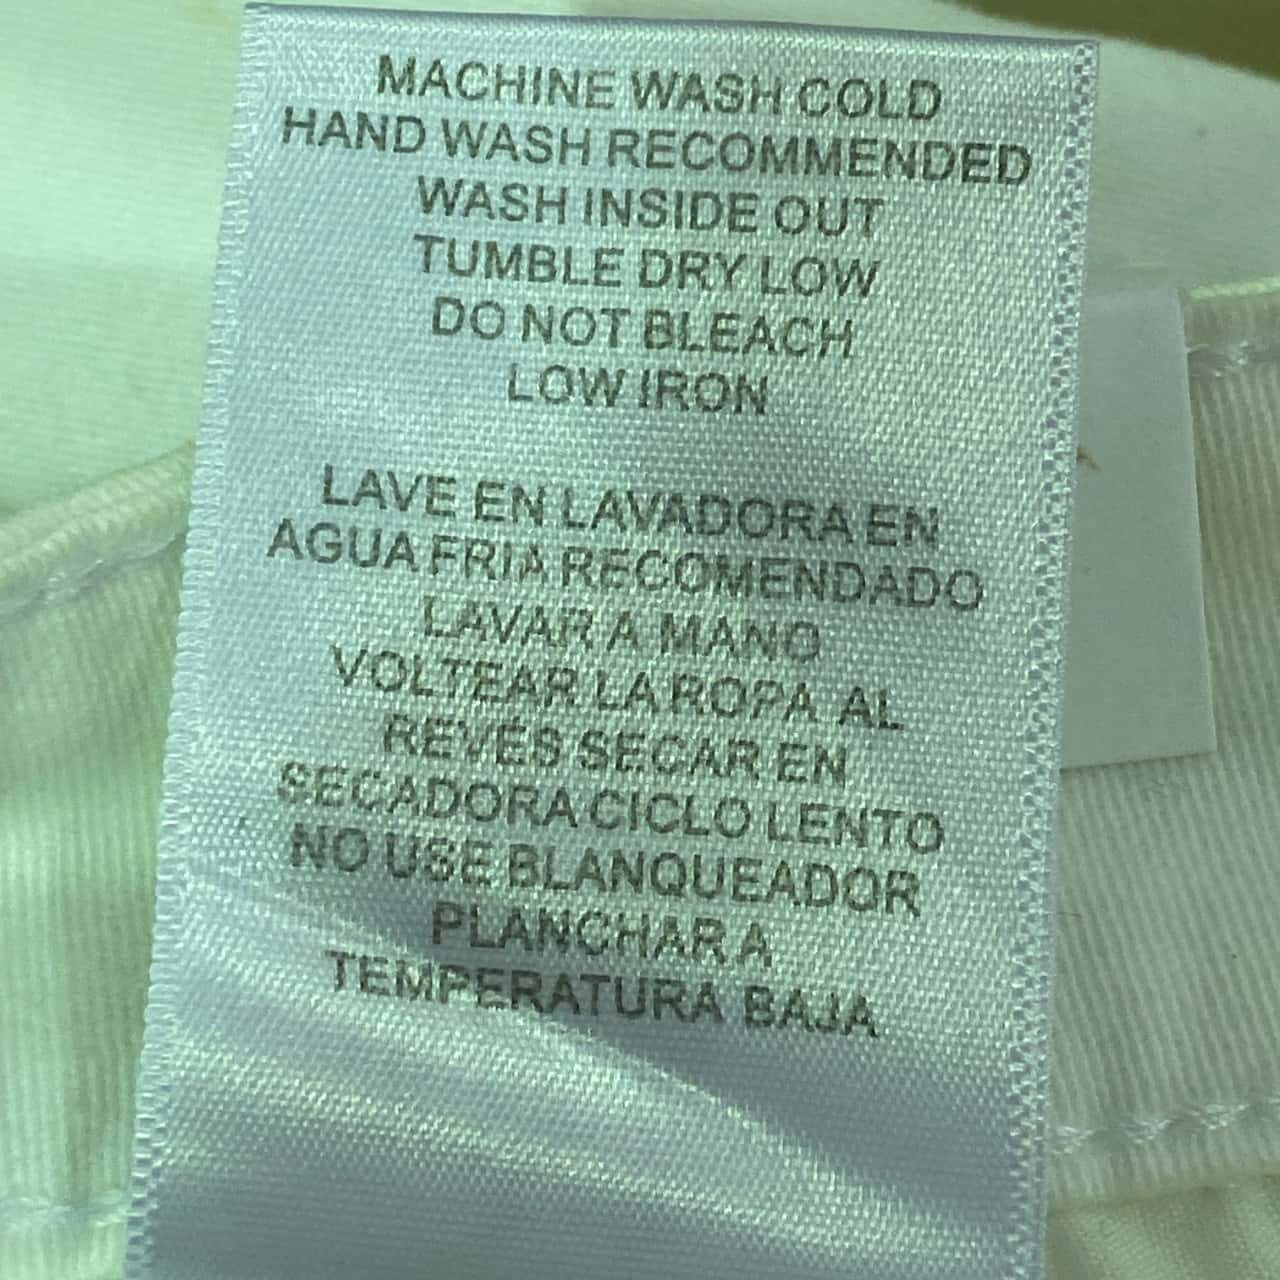 MACHINE WASH COLD
HAND WASH RECOMMENDED
WASH INSIDE OUT
TUMBLE DRY LOW
DO NOT BLEACH
LOW IRON
LAVE EN LAVADORA EN
AGUA FRIA RECOMENDADO
LAVAR A MANO
VOLTEAR LA ROPA AL
REVÉS SECAR EN
SECADORA CICLO LENTO
NO USE BLANQUEADOR
PLANCHAR A
TEMPERATURA BAJA